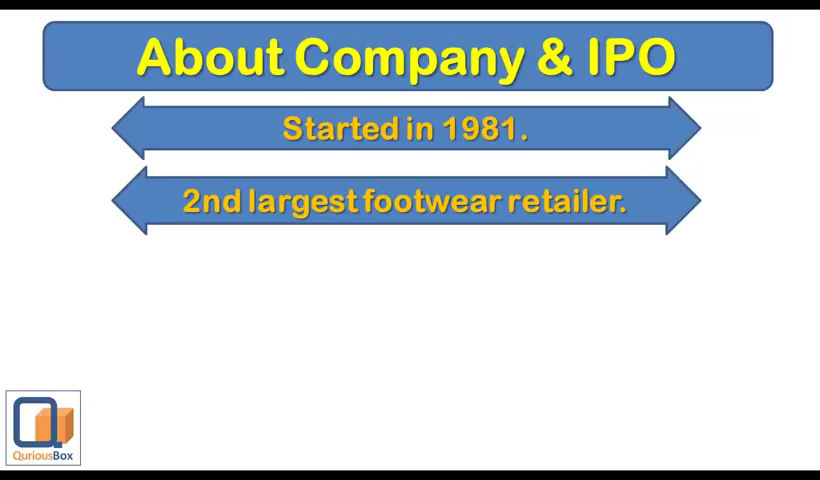 About Company & IPO
Started in 1981.
2nd largest footwear retailer.
QuriousBox